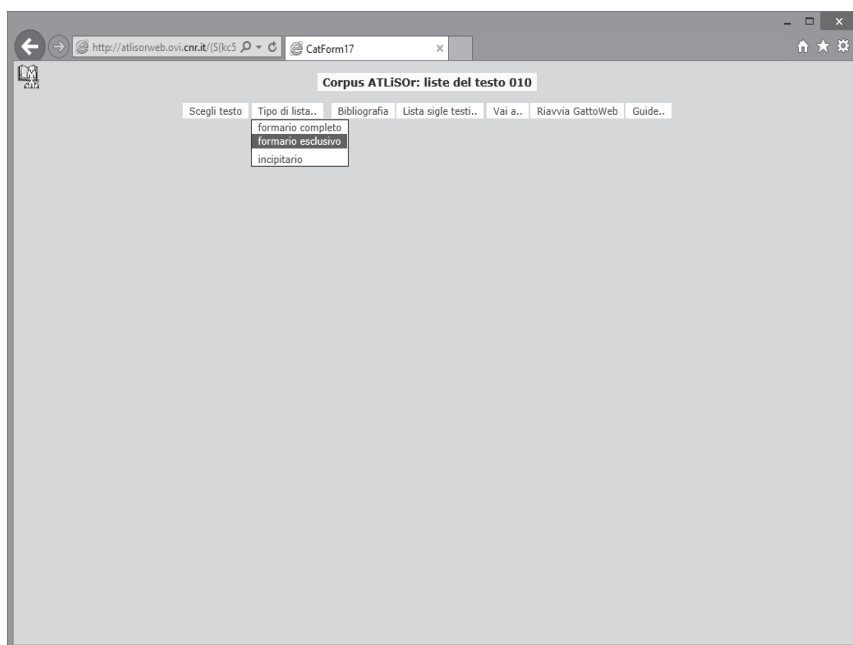 http://atlisorweb.ovi.cnr.it/(S(kc5
CatForm17
Corpus ATLiSOr: liste del testo 010
Scegli testo Tipo di lista.. Bibliografia Lista sigle testi.. Vai a.. Riavvia GattoWeb Guide..
formario completo
formario esclusivo
incipitario